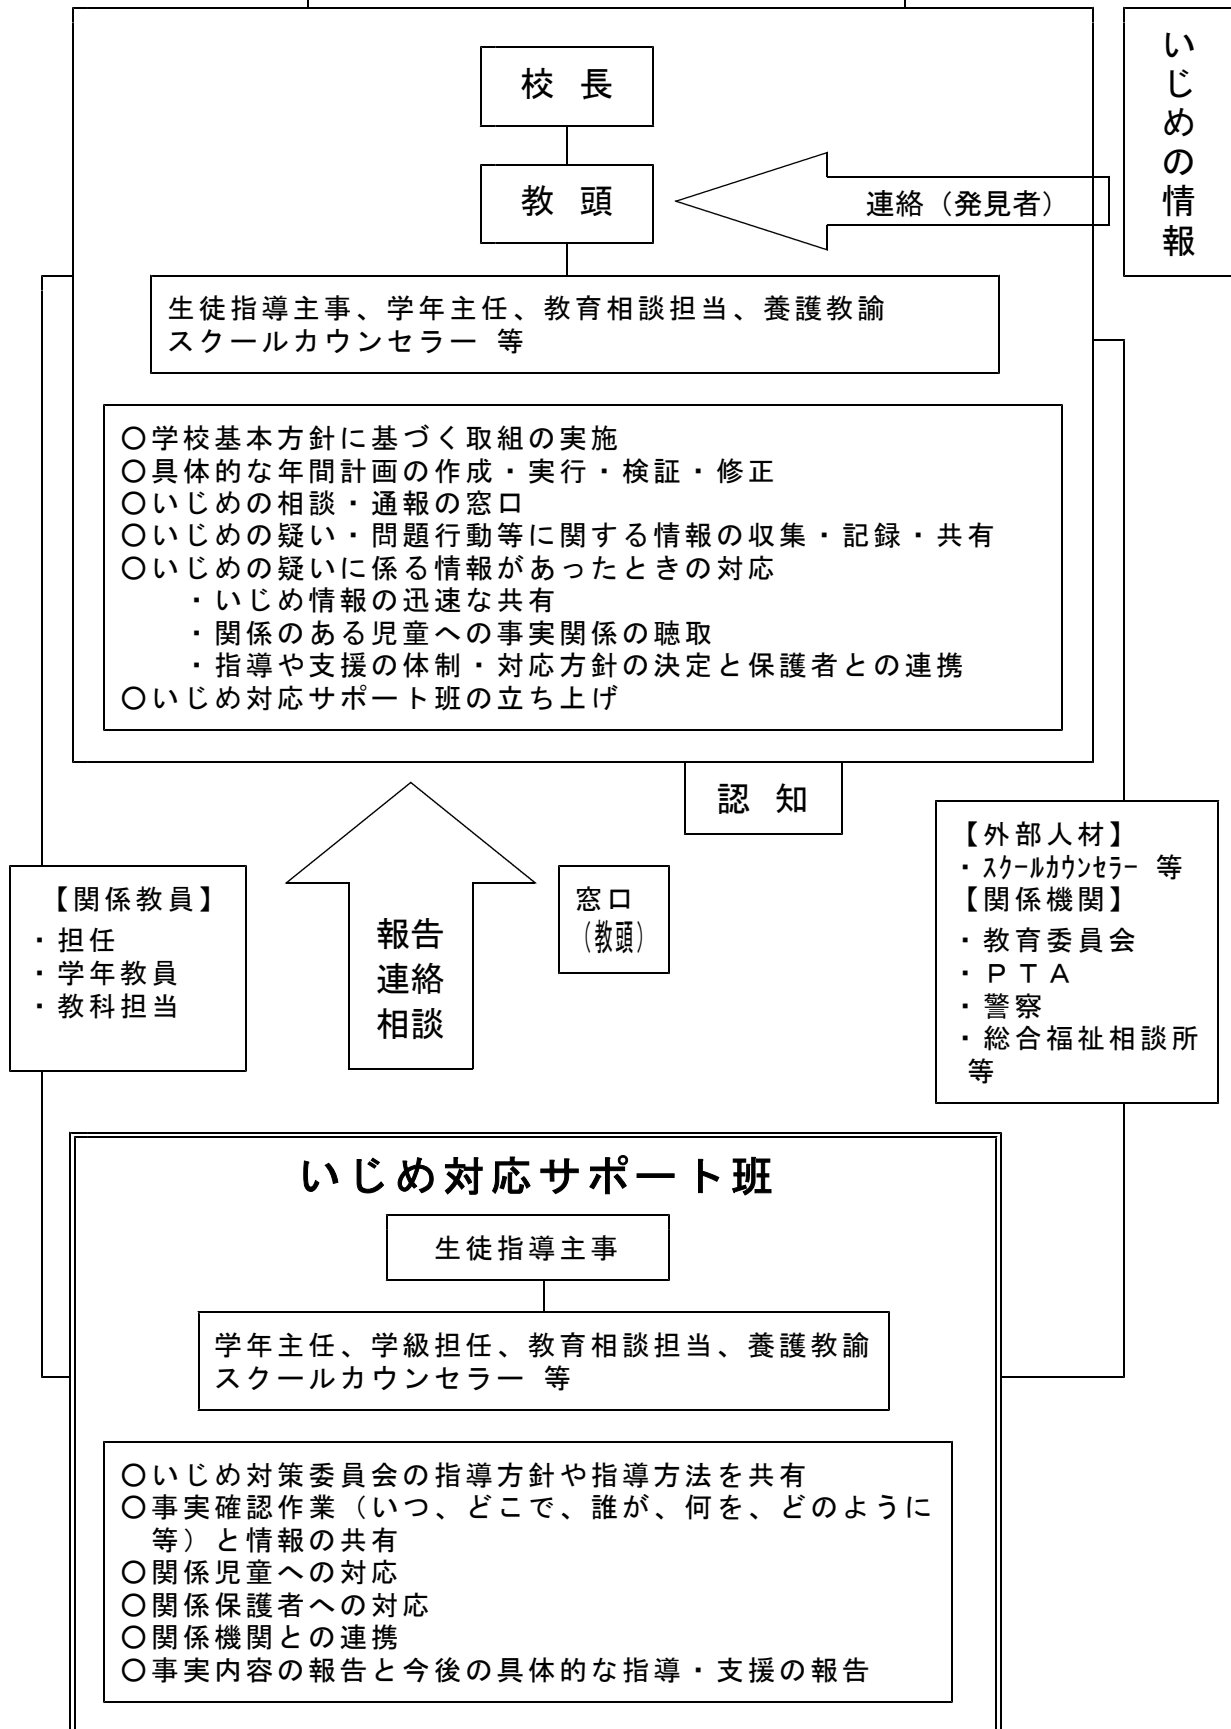 校 長
いじめの情報
教 頭
連絡（発見者）
生徒指導主事、学年主任、教育相談担当、養護教諭
スクールカウンセラー 等
○学校基本方針に基づく取組の実施
○具体的な年間計画の作成・実行・検証・修正
○いじめの相談・通報の窓口
○いじめの疑い・問題行動等に関する情報の収集・記録・共有
○いじめの疑いに係る情報があったときの対応
・いじめ情報の迅速な共有
・関係のある児童への事実関係の聴取
・指導や支援の体制・対応方針の決定と保護者との連携
○いじめ対応サポート班の立ち上げ
認 知
【関係教員】
・担任
・学年教員
・教科担当
報告
連絡
相談
窓口
（教頭）
【外部人材】
・ｽｸｰﾙｶｳﾝｾﾗｰ 等
【関係機関】
・教育委員会
・ＰＴＡ
・警察
・総合福祉相談所
等
いじめ対応サポート班
生徒指導主事
学年主任、学級担任、教育相談担当、養護教諭
スクールカウンセラー 等
○いじめ対策委員会の指導方針や指導方法を共有
○事実確認作業（いつ、どこで、誰が、何を、どのように
等）と情報の共有
○関係児童への対応
○関係保護者への対応
○関係機関との連携
○事実内容の報告と今後の具体的な指導・支援の報告